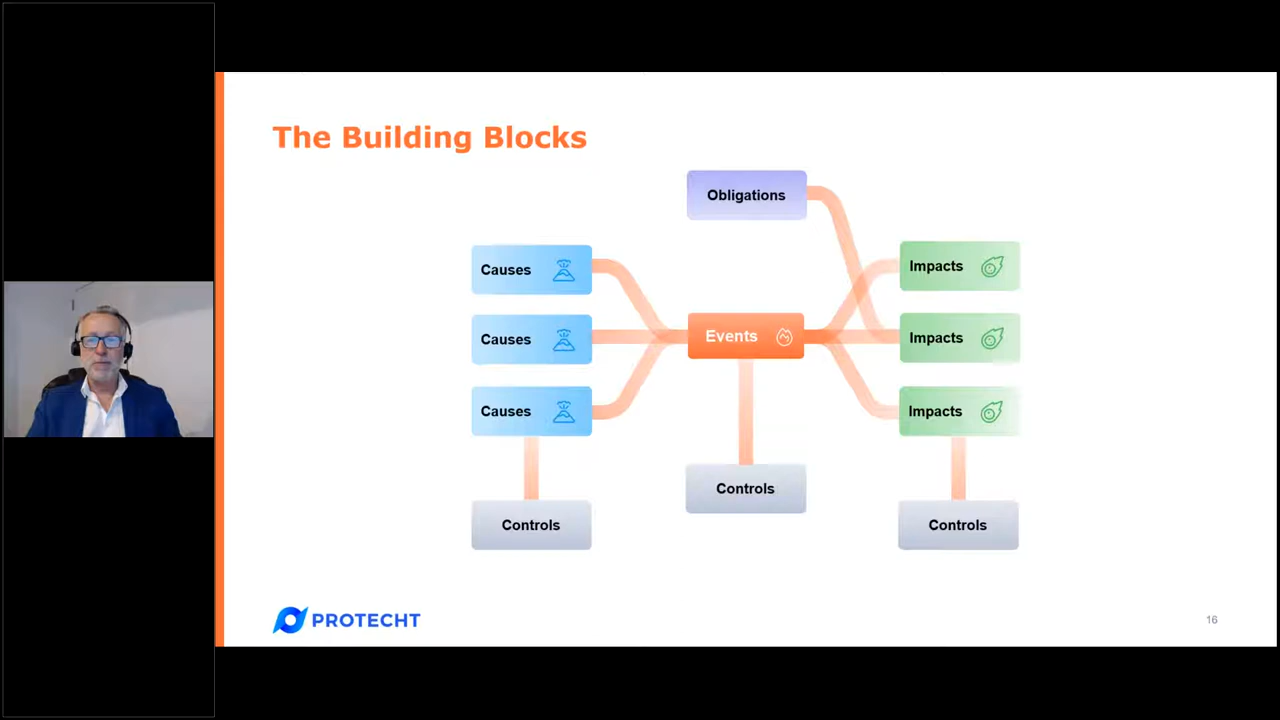 The Building Blocks
Obligations
Causes
Impacts
Causes
Events
Impacts
Causes
Impacts
Controls
Controls
Controls
PROTECHT
16